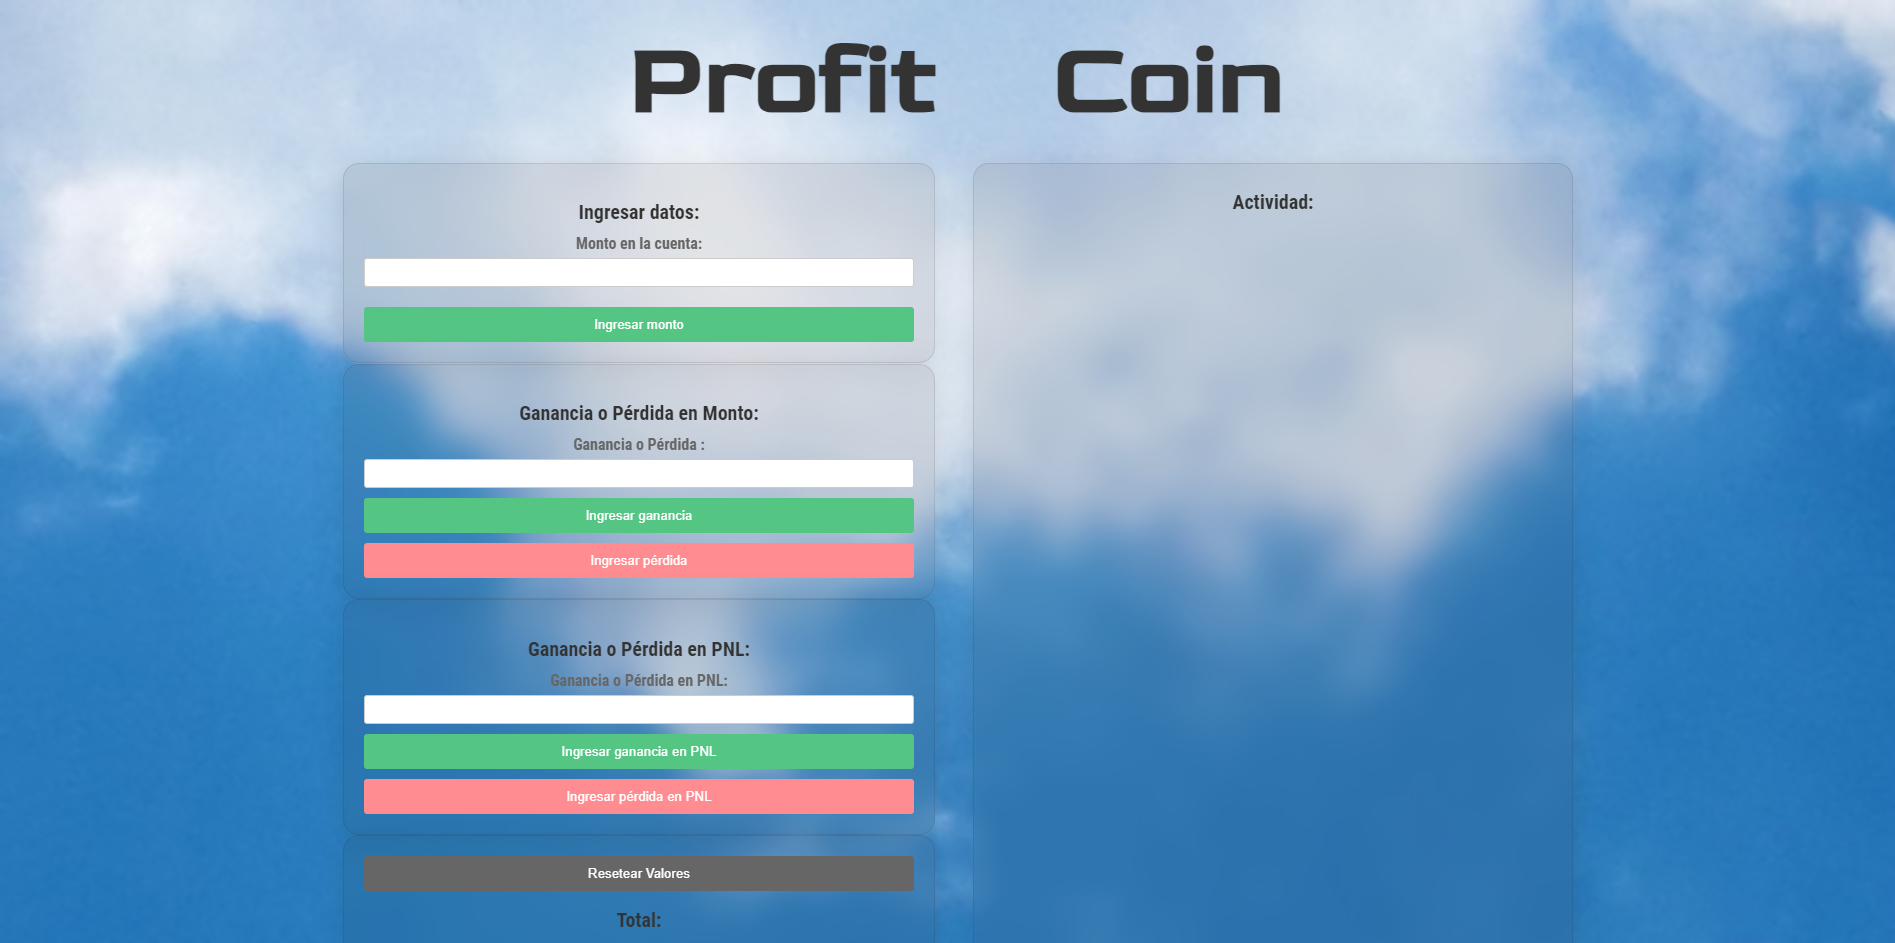 Profit Coin
Ingresar datos:
Monto en la cuenta:
Ingresar monto
Ganancia o Pérdida en Monto:
Ganancia o Pérdida :
Ingresar ganancia
Ingresar pérdida
Ganancia o Pérdida en PNL:
Ganancia o Pérdida en PNL:
Ingresar ganancia en PNL
Ingresar pérdida en PNL
Resetear Valores
Total:
Actividad: